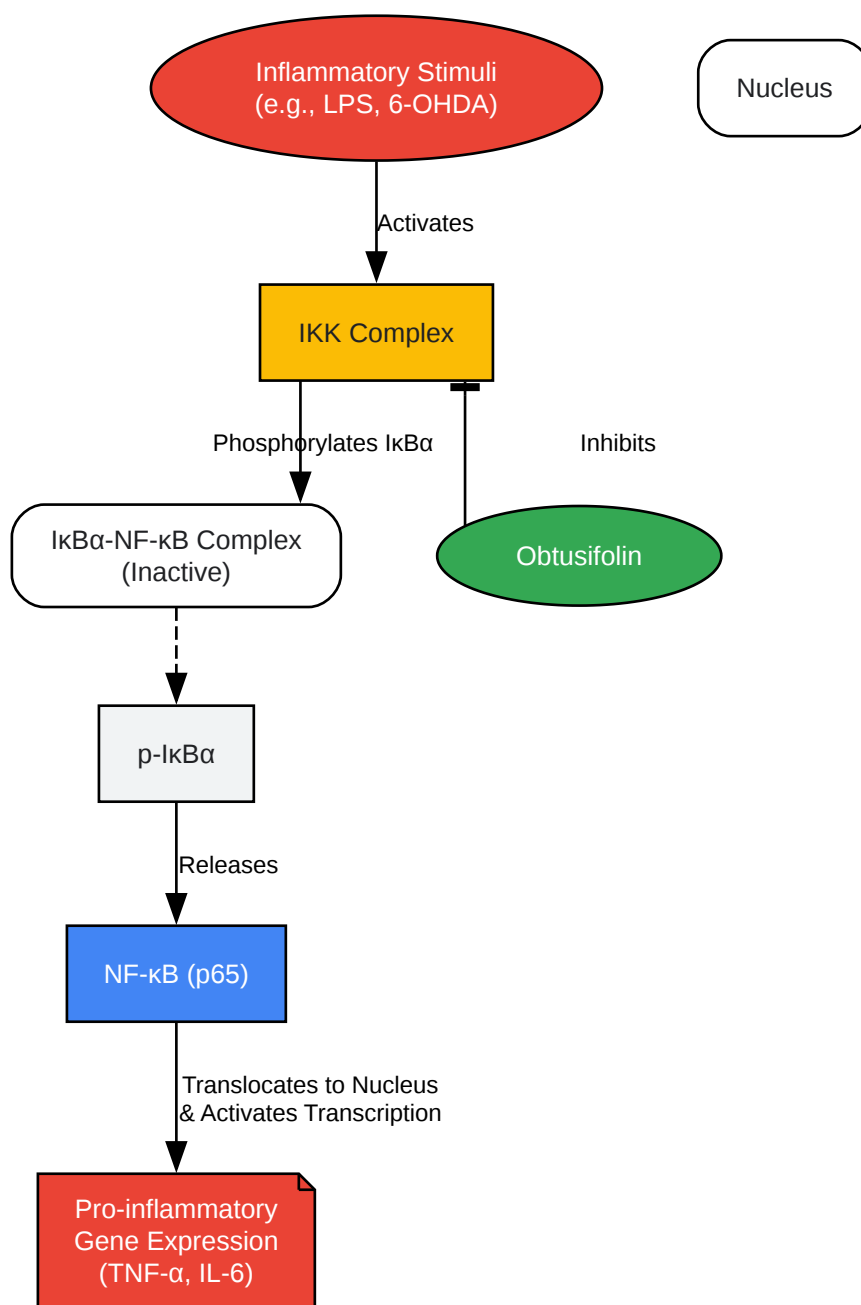 Inflammatory Stimuli
(e.g., LPS, 6-OHDA)
Nucleus
Activates
IKK Complex
Phosphorylates IκBα
Inhibits
IκBα-NF-κB Complex
(Inactive)
Obtusifolin
p-IκBα
Releases
NF-κB (p65)
Translocates to Nucleus
& Activates Transcription
Pro-inflammatory
Gene Expression
(TNF-α, IL-6)